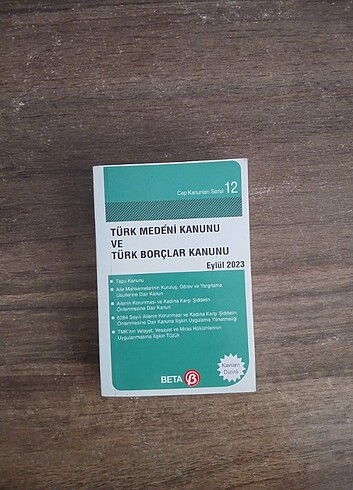 Cep Kanunları Serisi 12
TÜRK MEDENİ KANUNU
VE
TÜRK BORÇLAR KANUNU
Eylül 2023
Tapu Kanunu
Aile Mahkemelerinin Kuruluş, Görev ve Yargılama
Usullerine Dair Kanun
Ailenin Korunması ve Kadına Karşı Şiddetin
Önlenmesine Dair Kanun
6284 Sayılı Ailenin Korunması ve Kadına Karşı Şiddetin
Önlenmesine Dair Kanuna İlişkin Uygulama Yönetmeliği
TMK'nın Velayet, Vesayet ve Miras Hükümlerinin
Uygulanmasına İlişkin Tüzük
Kavram
Dizinli
BETA B